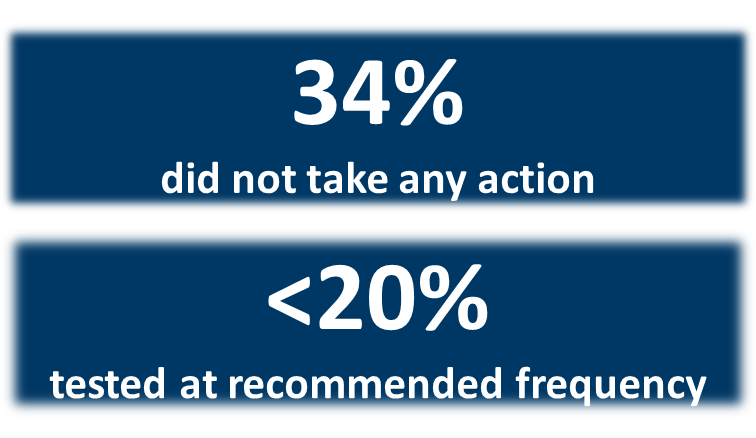 34%
did not take any action
<20%
tested at recommended frequency